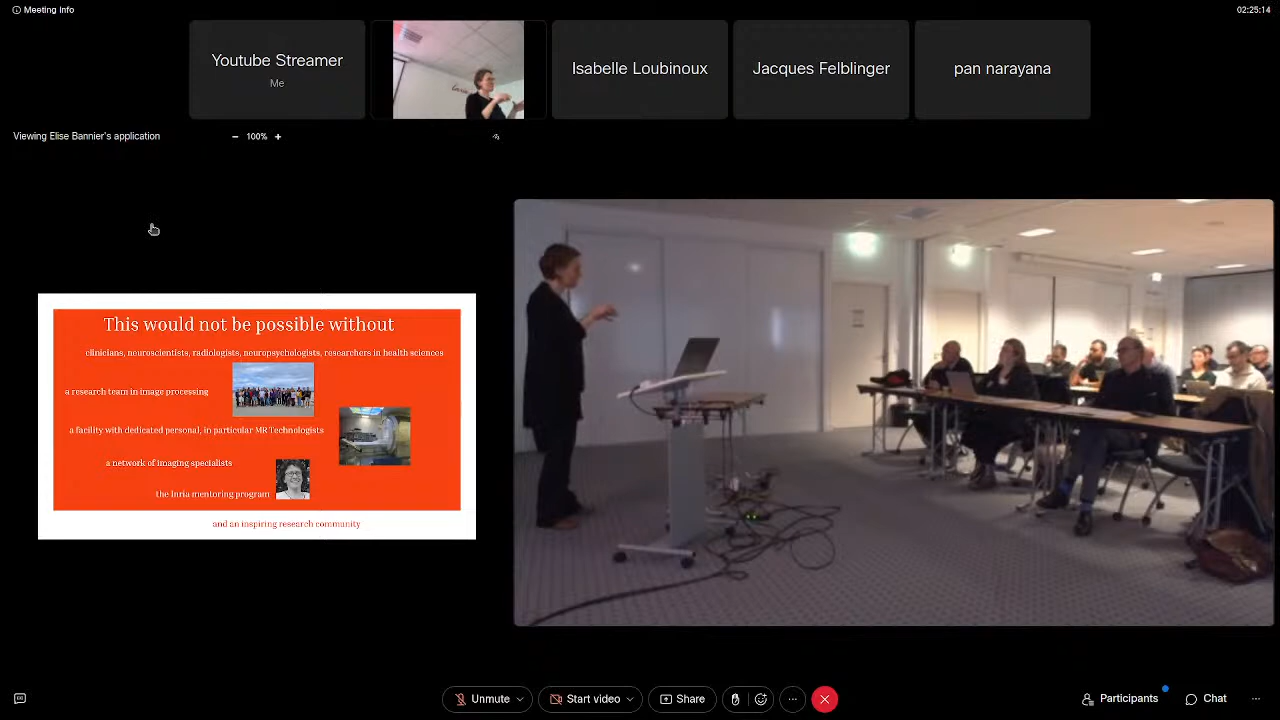 Meeting Info
02:25:14
Youtube Streamer
Me
Isabelle Loubinoux
Jacques Felblinger
pan narayana
Viewing Elise Bannier's application
− 100% +
This would not be possible without
clinicians, neuroscientists, radiologists, neuropsychologists, researchers in health sciences
a research team in image processing
a facility with dedicated personal, in particular MR Technologists
a network of imaging specialists
the Inria mentoring program
and an inspiring research community
Unmute
Start video
Share
Participants
Chat